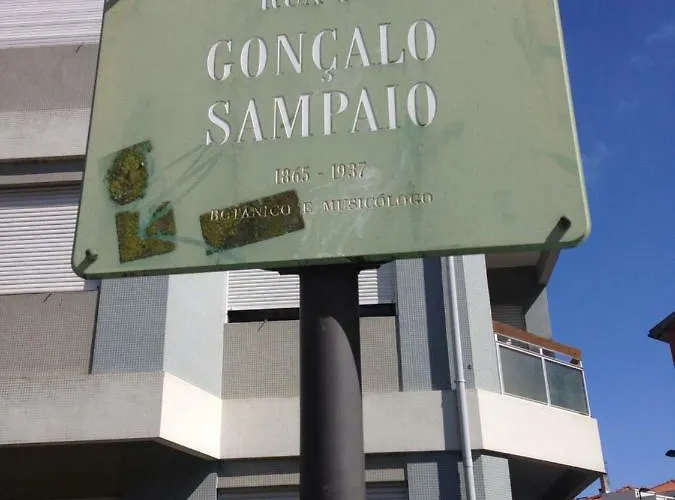 GONÇALO
SAMPAIO
1865 - 1937
BOTÂNICO E MUSICÓLOGO